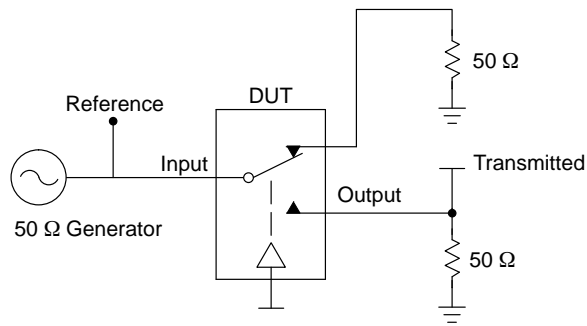 50 Ω
DUT
Reference
Input
Transmitted
Output
50 Ω Generator
50 Ω